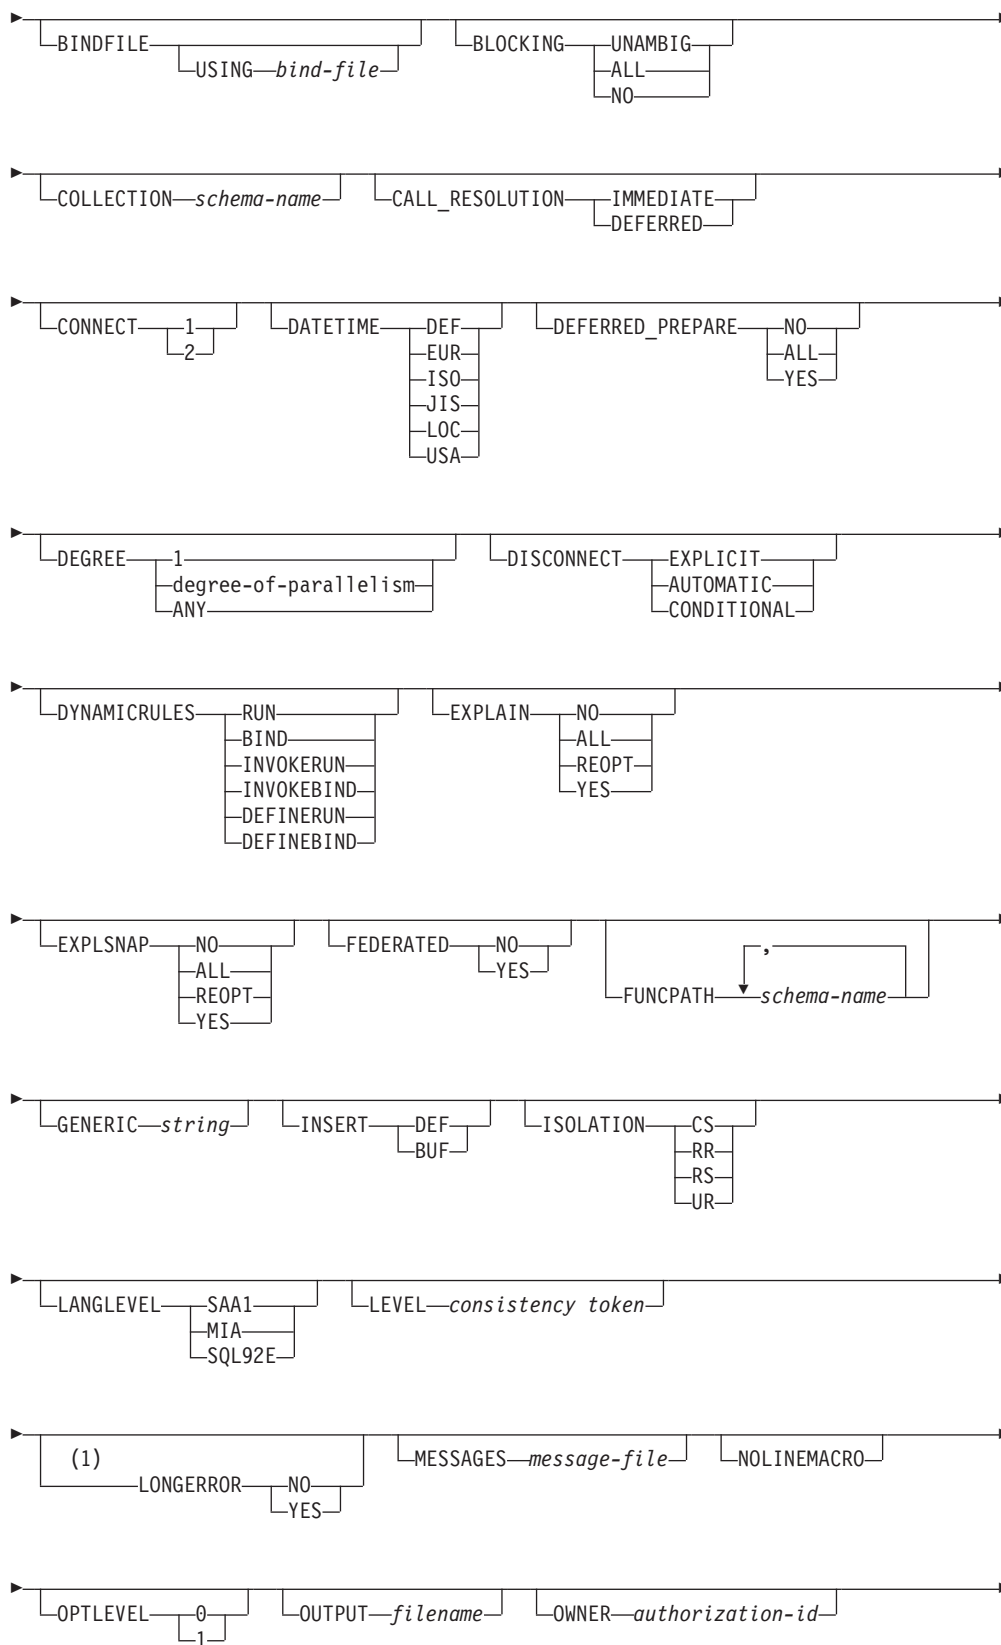 BINDFILE BLOCKING UNAMBIG
USING bind-file ALL
NO
COLLECTION schema-name CALL_RESOLUTION IMMEDIATE
DEFERRED
CONNECT 1 DATETIME DEF DEFERRED_PREPARE NO
2 EUR ALL
ISO YES
JIS
LOC
USA
DEGREE 1 DISCONNECT EXPLICIT
degree-of-parallelism AUTOMATIC
ANY CONDITIONAL
DYNAMICRULES RUN EXPLAIN NO
BIND ALL
INVOKERUN REOPT
INVOKEBIND YES
DEFINERUN
DEFINEBIND
EXPLSNAP NO FEDERATED NO ,
ALL YES FUNCPATH schema-name
REOPT
YES
GENERIC string INSERT DEF ISOLATION CS
BUF RR
RS
UR
LANGLEVEL SAA1 LEVEL consistency token
MIA
SQL92E
(1) MESSAGES message-file NOLINEMACRO
LONGERROR NO
YES
OPTLEVEL 0 OUTPUT filename OWNER authorization-id
1